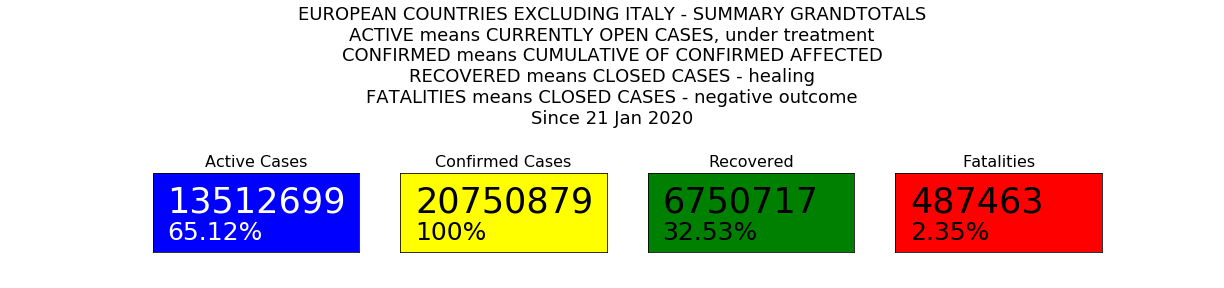 EUROPEAN COUNTRIES EXCLUDING ITALY - SUMMARY GRANDTOTALS
ACTIVE means CURRENTLY OPEN CASES, under treatment
CONFIRMED means CUMULATIVE OF CONFIRMED AFFECTED
RECOVERED means CLOSED CASES - healing
FATALITIES means CLOSED CASES - negative outcome
Since 21 Jan 2020
Active Cases
13512699
65.12%
Confirmed Cases
20750879
100%
Recovered
6750717
32.53%
Fatalities
487463
2.35%